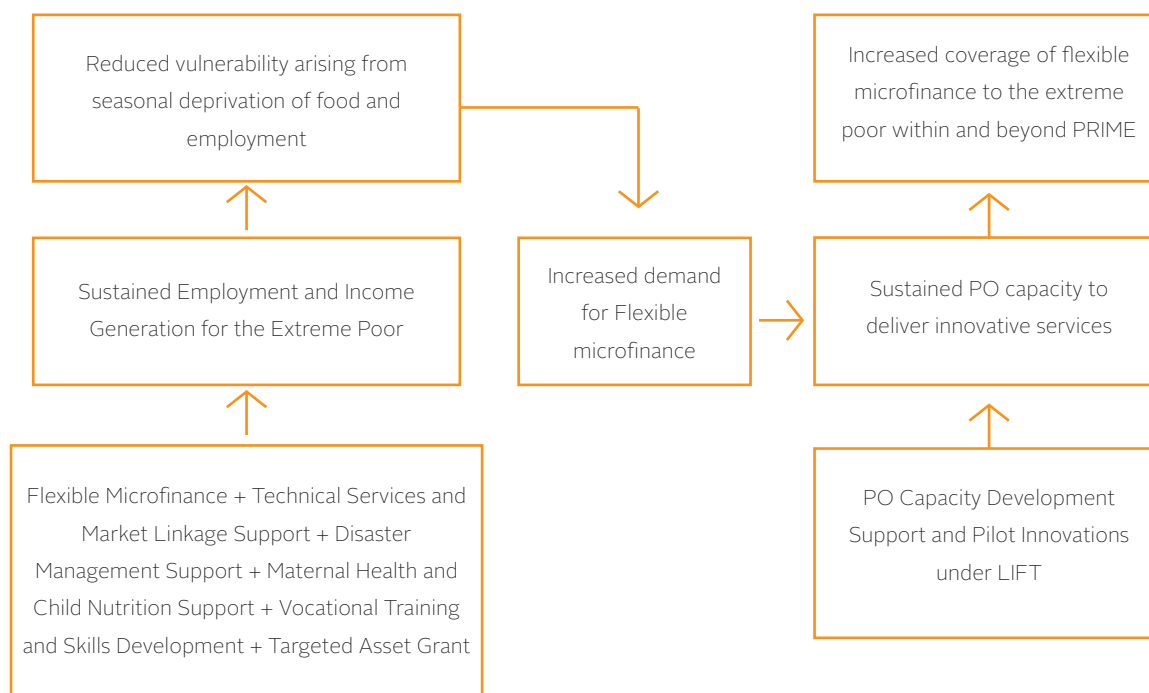 Reduced vulnerability arising from
seasonal deprivation of food and
employment
Increased coverage of flexible
microfinance to the extreme
poor within and beyond PRIME
Sustained Employment and Income
Generation for the Extreme Poor
Increased demand
for Flexible
microfinance
Sustained PO capacity to
deliver innovative services
Flexible Microfinance + Technical Services and
Market Linkage Support + Disaster
Management Support + Maternal Health and
Child Nutrition Support + Vocational Training
and Skills Development + Targeted Asset Grant
PO Capacity Development
Support and Pilot Innovations
under LIFT